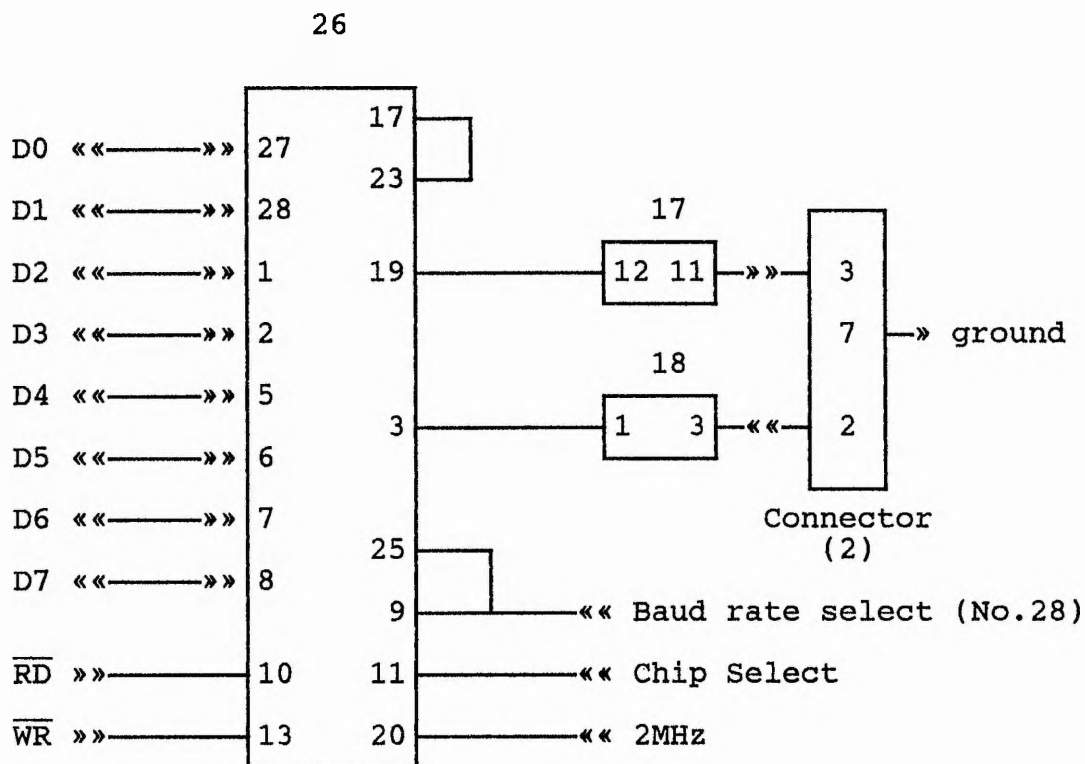 26
17
D0 «« »» 27
23
D1 «« »» 28
17
D2 «« »» 1 19 12 11 »» 3
D3 «« »» 2 7 » ground
18
D4 «« »» 5
3 1 3 «« 2
D5 «« »» 6
D6 «« »» 7
Connector
(2)
25
D7 «« »» 8
9 «« Baud rate select (No.28)
RD »» 10 11 «« Chip Select
WR »» 13 20 «« 2MHz